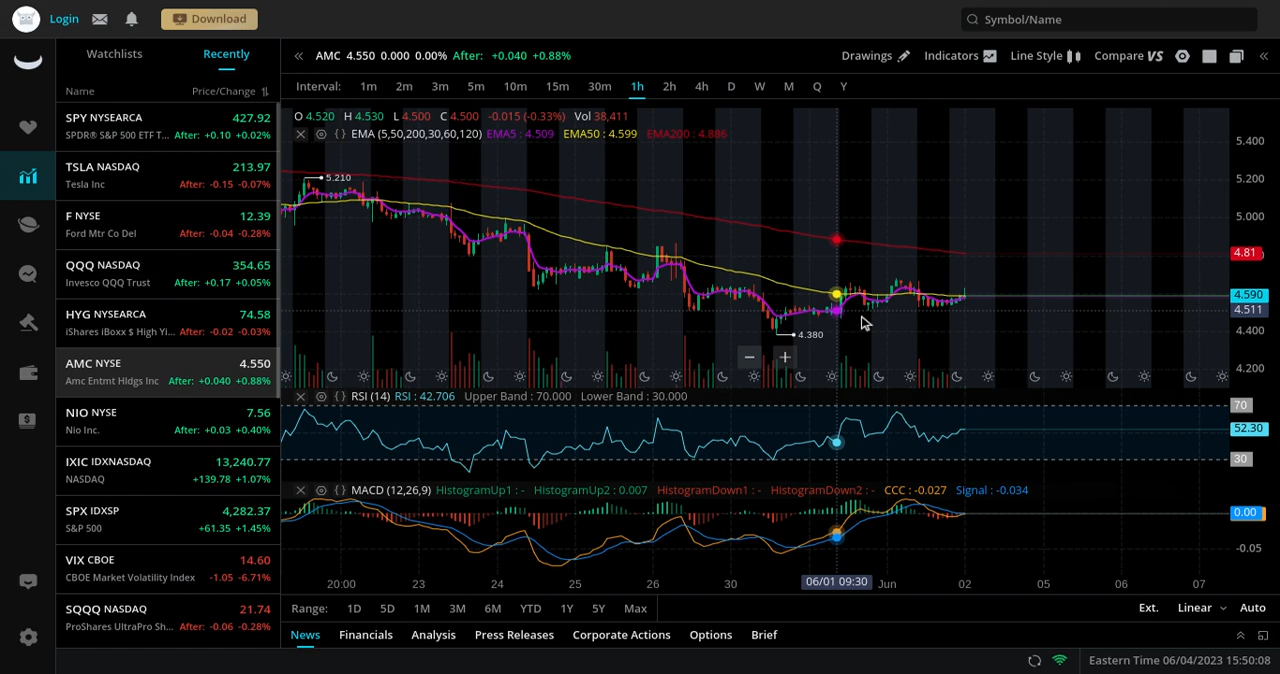 Login
Download
Symbol/Name
Watchlists
Recently
Name
Price/Change
SPY NYSEARCA 427.92
SPDR® S&P 500 ETF T... After: +0.10 +0.02%
TSLA NASDAQ 213.97
Tesla Inc After: -0.15 -0.07%
F NYSE 12.39
Ford Mtr Co Del After: -0.04 -0.28%
QQQ NASDAQ 354.65
Invesco QQQ Trust After: +0.17 +0.05%
HYG NYSEARCA 74.58
iShares iBoxx $ High Yi... After: -0.02 -0.03%
AMC NYSE 4.550
Amc Entmt Hldgs Inc After: +0.040 +0.88%
NIO NYSE 7.56
Nio Inc. After: +0.03 +0.40%
IXIC IDXNASDAQ 13,240.77
NASDAQ +139.78 +1.07%
SPX IDXSP 4,282.37
S&P 500 +61.35 +1.45%
VIX CBOE 14.60
CBOE Market Volatility Index -1.05 -6.71%
SQQQ NASDAQ 21.74
ProShares UltraPro Sh... After: -0.06 -0.28%
AMC 4.550 0.000 0.00% After: +0.040 +0.88%
Drawings Indicators Line Style Compare VS
Interval: 1m 2m 3m 5m 10m 15m 30m 1h 2h 4h D W M Q Y
O 4.520 H 4.530 L 4.500 C 4.500 -0.015 (-0.33%) Vol 38,411
EMA (5,50,200,30,60,120) EMA5 : 4.509 EMA50 : 4.599 EMA200 : 4.886
5.210
4.380
5.400
5.200
5.000
4.81
4.590
4.511
4.400
4.200
RSI (14) RSI : 42.706 Upper Band : 70.000 Lower Band : 30.000
70
52.30
30
MACD (12,26,9) HistogramUp1 : - HistogramUp2 : 0.007 HistogramDown1 : - HistogramDown2 : - CCC : -0.027 Signal : -0.034
0.00
-0.05
20:00 23 24 25 26 30 06/01 09:30 Jun 02 05 06 07
Range: 1D 5D 1M 3M 6M YTD 1Y 5Y Max
Ext. Linear Auto
News Financials Analysis Press Releases Corporate Actions Options Brief
Eastern Time 06/04/2023 15:50:08